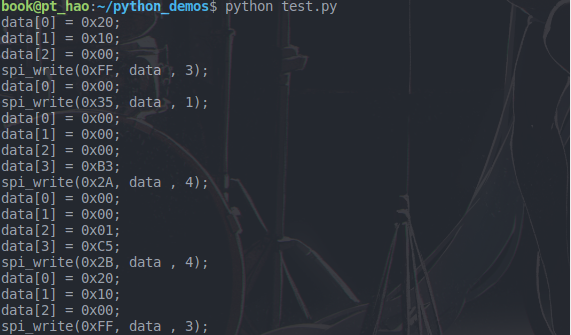 book@pt_hao:~/python_demos$ python test.py
data[0] = 0x20;
data[1] = 0x10;
data[2] = 0x00;
spi_write(0xFF, data , 3);
data[0] = 0x00;
spi_write(0x35, data , 1);
data[0] = 0x00;
data[1] = 0x00;
data[2] = 0x00;
data[3] = 0xB3;
spi_write(0x2A, data , 4);
data[0] = 0x00;
data[1] = 0x00;
data[2] = 0x01;
data[3] = 0xC5;
spi_write(0x2B, data , 4);
data[0] = 0x20;
data[1] = 0x10;
data[2] = 0x00;
spi_write(0xFF, data , 3);